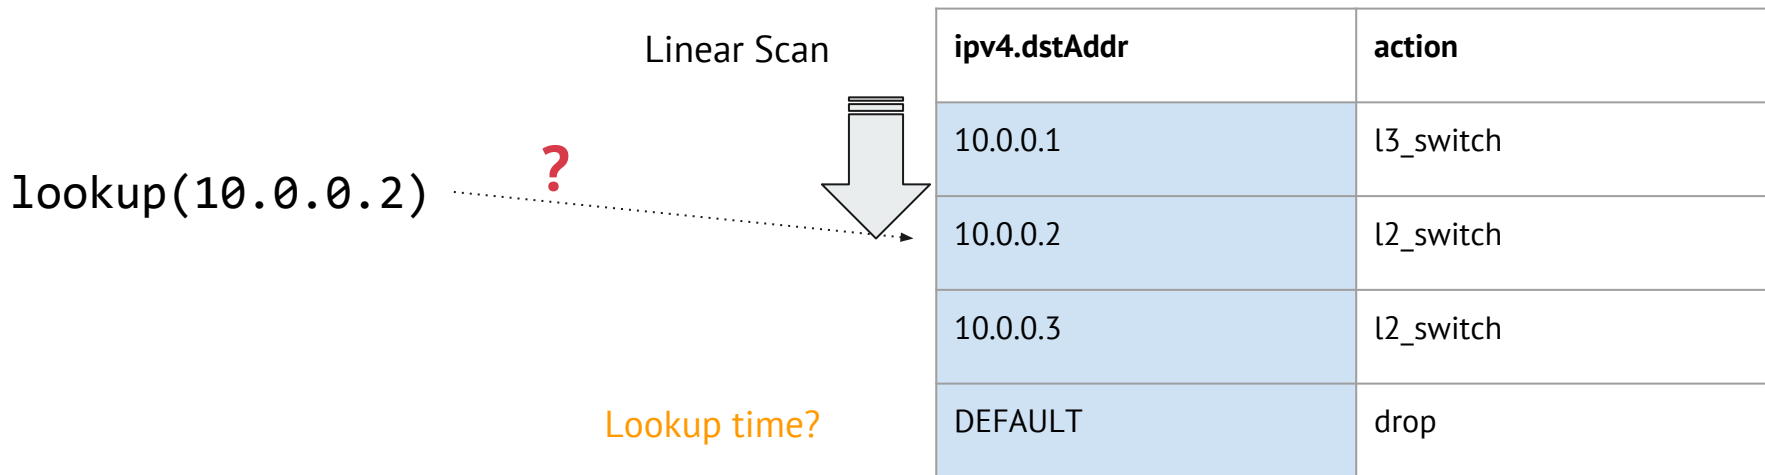 Linear Scan
lookup(10.0.0.2)
?
Lookup time?
ipv4.dstAddr action
10.0.0.1 l3_switch
10.0.0.2 l2_switch
10.0.0.3 l2_switch
DEFAULT drop